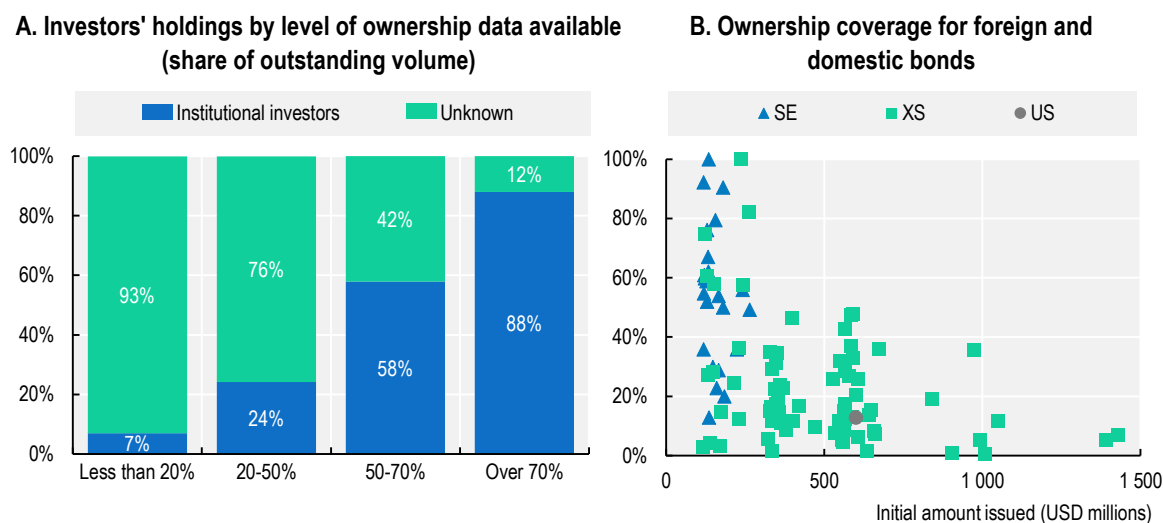 A. Investors' holdings by level of ownership data available
(share of outstanding volume)
Institutional investors
Unknown
100%
80%
60%
40%
20%
0%
93%
7%
76%
24%
42%
58%
12%
88%
Less than 20%
20-50%
50-70%
Over 70%
B. Ownership coverage for foreign and
domestic bonds
SE
XS
US
100%
80%
60%
40%
20%
0%
0
500
1 000
1 500
Initial amount issued (USD millions)